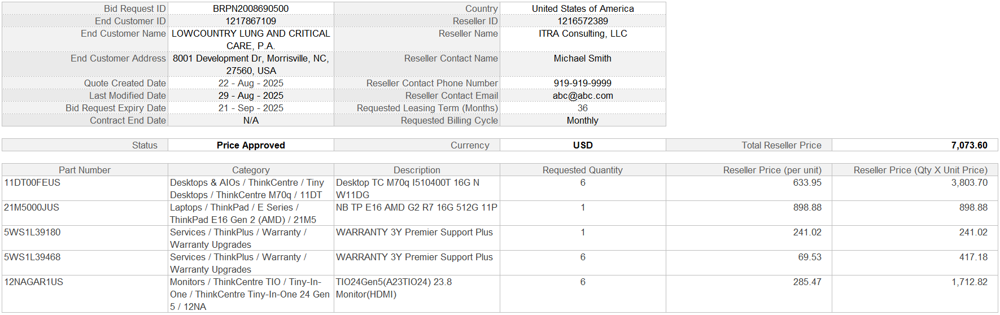 Bid Request ID BRPN2008690500 Country United States of America
End Customer ID 1217867109 Reseller ID 1216572389
End Customer Name LOWCOUNTRY LUNG AND CRITICAL Reseller Name ITRA Consulting, LLC
CARE, P.A.
End Customer Address 8001 Development Dr, Morrisville, NC, Reseller Contact Name Michael Smith
27560, USA
Quote Created Date 22 - Aug - 2025 Reseller Contact Phone Number 919-919-9999
Last Modified Date 29 - Aug - 2025 Reseller Contact Email abc@abc.com
Bid Request Expiry Date 21 - Sep - 2025 Requested Leasing Term (Months) 36
Contract End Date N/A Requested Billing Cycle Monthly
Status Price Approved Currency USD Total Reseller Price 7,073.60
Part Number Category Description Requested Quantity Reseller Price (per unit) Reseller Price (Qty X Unit Price)
11DT00FEUS Desktops & AIOs / ThinkCentre / Tiny Desktop TC M70q I510400T 16G N 6 633.95 3,803.70
Desktops / ThinkCentre M70q / 11DT W11DG
21M5000JUS Laptops / ThinkPad / E Series / NB TP E16 AMD G2 R7 16G 512G 11P 1 898.88 898.88
ThinkPad E16 Gen 2 (AMD) / 21M5
5WS1L39180 Services / ThinkPlus / Warranty / WARRANTY 3Y Premier Support Plus 1 241.02 241.02
Warranty Upgrades
5WS1L39468 Services / ThinkPlus / Warranty / WARRANTY 3Y Premier Support Plus 6 69.53 417.18
Warranty Upgrades
12NAGAR1US Monitors / ThinkCentre TIO / Tiny-In- TIO24Gen5(A23TIO24) 23.8 6 285.47 1,712.82
One / ThinkCentre Tiny-In-One 24 Gen Monitor(HDMI)
5 / 12NA